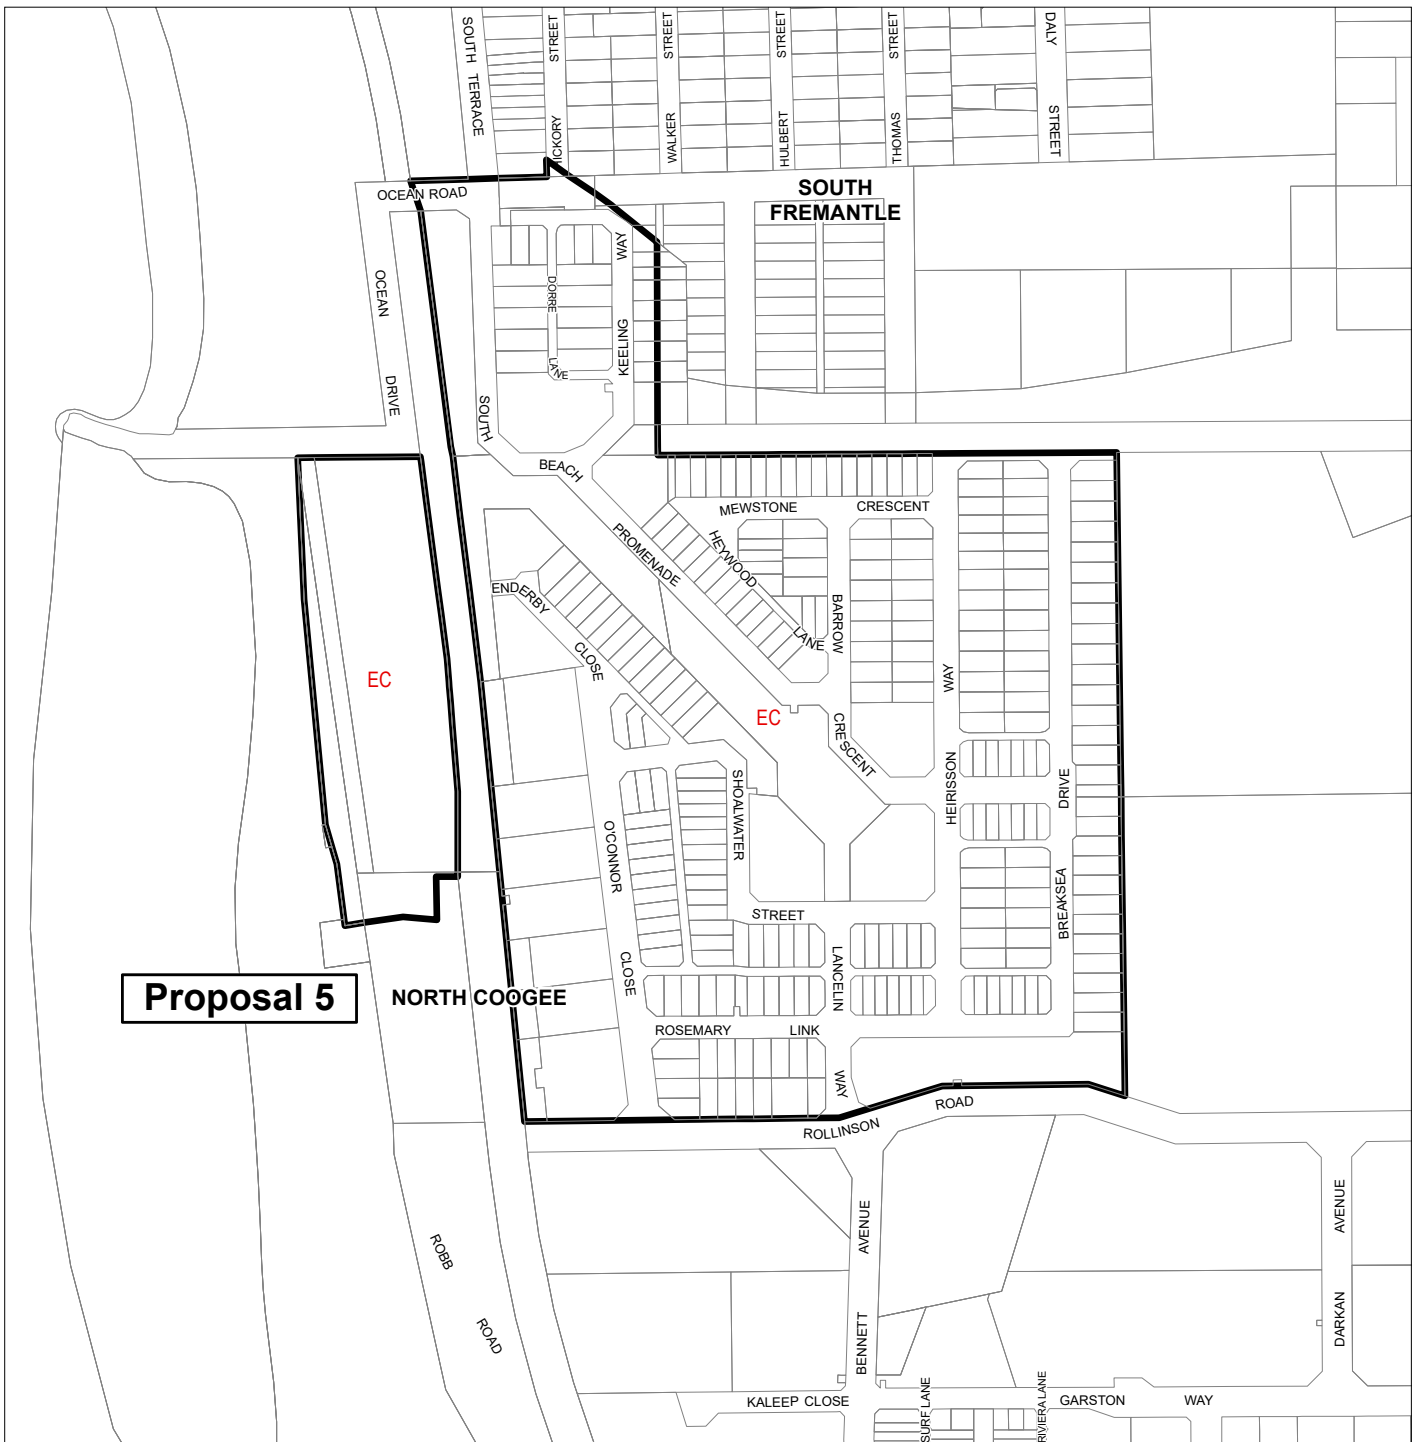 SOUTH TERRACE
STREET
HICKORY
STREET
WALKER
STREET
HULBERT
STREET
THOMAS
DALY
STREET
OCEAN ROAD
SOUTH
FREMANTLE
OCEAN
DRIVE
DORRE
LANE
KEELING
WAY
SOUTH
BEACH
PROMENADE
MEWSTONE
CRESCENT
HEYWOOD
LANE
BARROW
CRESCENT
ENDERBY
CLOSE
EC
EC
WAY
HEIRISSON
DRIVE
BREAKSEA
SHOALWATER
STREET
O'CONNOR
CLOSE
LANCELIN
WAY
Proposal 5
NORTH COOGEE
ROSEMARY
LINK
ROLLINSON
ROAD
ROBB
ROAD
AVENUE
BENNETT
AVENUE
DARKAN
KALEEP CLOSE
SURF LANE
RIVIERA LANE
GARSTON
WAY